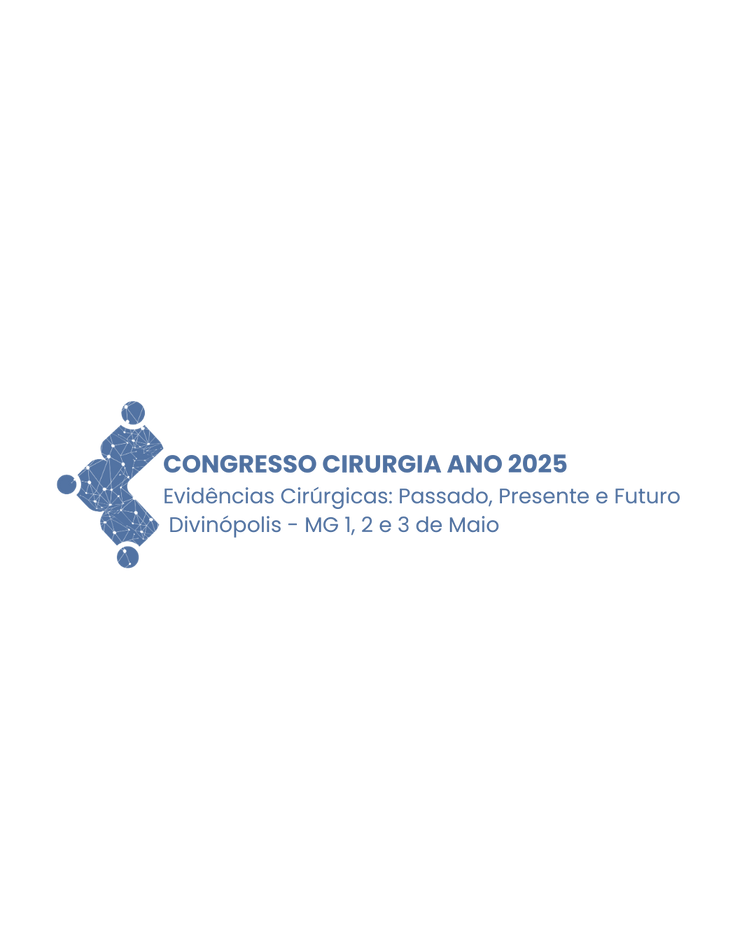 CONGRESSO CIRURGIA ANO 2025
Evidências Cirúrgicas: Passado, Presente e Futuro
Divinópolis - MG 1, 2 e 3 de Maio